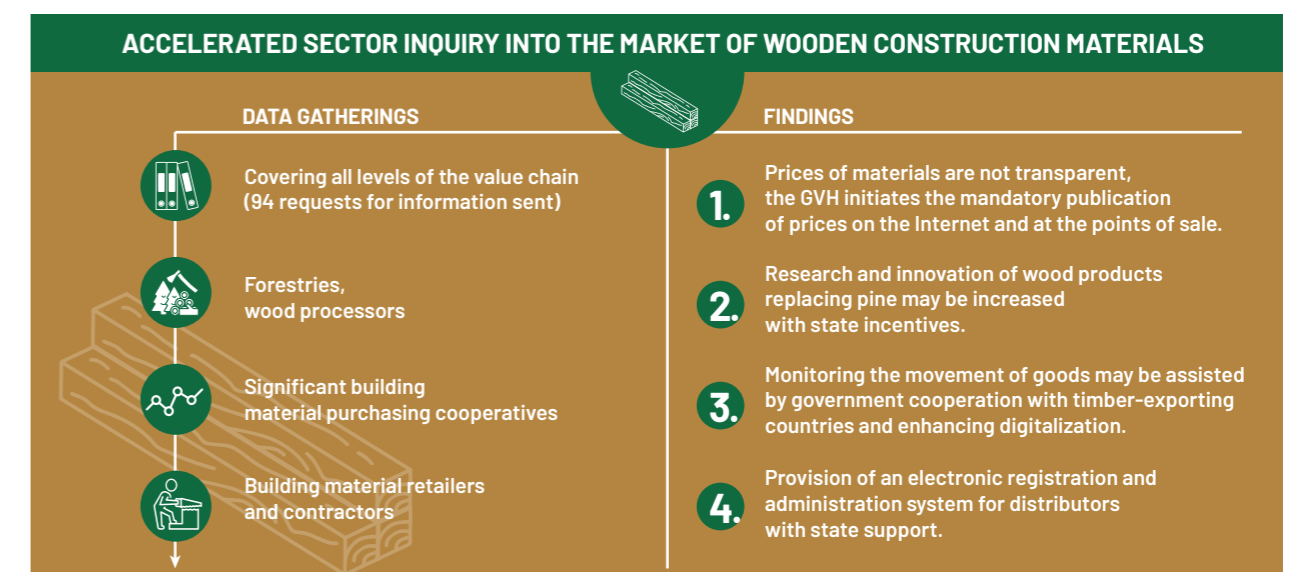 ACCELERATED SECTOR INQUIRY INTO THE MARKET OF WOODEN CONSTRUCTION MATERIALS
DATA GATHERINGS
Covering all levels of the value chain
(94 requests for information sent)
Forestries,
wood processors
Significant building
material purchasing cooperatives
Building material retailers
and contractors
FINDINGS
1.
Prices of materials are not transparent,
the GVH initiates the mandatory publication
of prices on the Internet and at the points of sale.
2.
Research and innovation of wood products
replacing pine may be increased
with state incentives.
3.
Monitoring the movement of goods may be assisted
by government cooperation with timber-exporting
countries and enhancing digitalization.
4.
Provision of an electronic registration and
administration system for distributors
with state support.